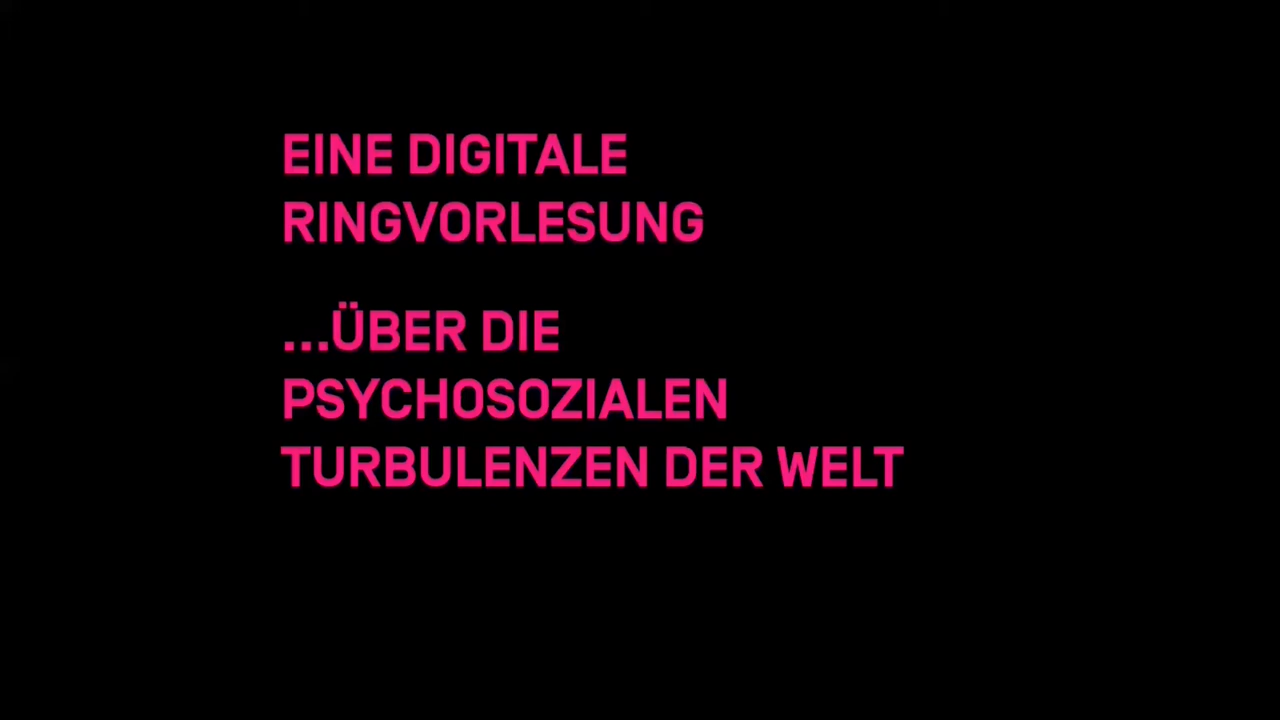 EINE DIGITALE
RINGVORLESUNG
...ÜBER DIE
PSYCHOSOZIALEN
TURBULENZEN DER WELT